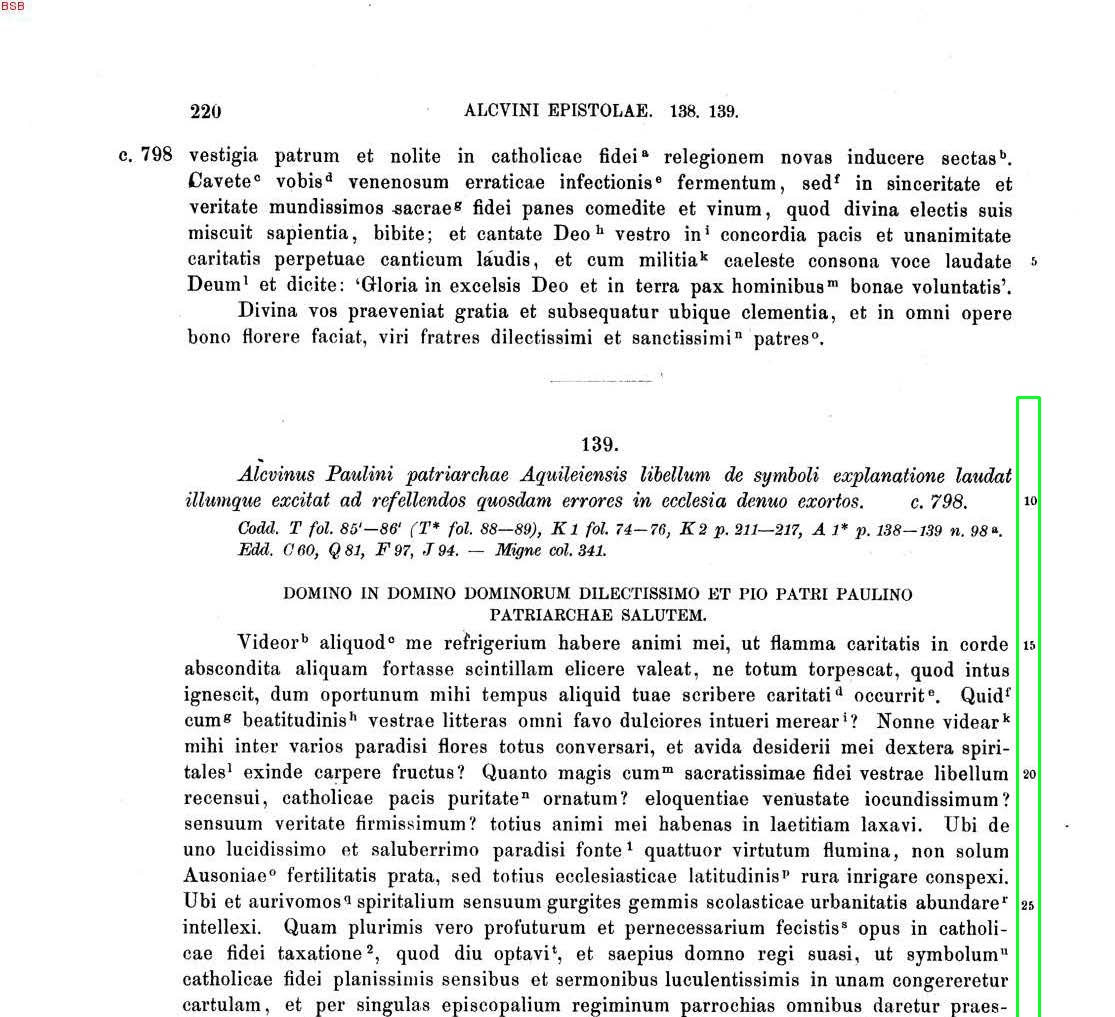 BSB
220 ALCVINI EPISTOLAE. 138. 139.
c. 798 vestigia patrum et nolite in catholicae fidei ᵃ relegionem novas inducere sectas ᵇ.
Cavete ᶜ vobis ᵈ venenosum erraticae infectionis ᵉ fermentum, sed ᶠ in sinceritate et
veritate mundissimos sacrae ᵍ fidei panes comedite et vinum, quod divina electis suis
miscuit sapientia, bibite; et cantate Deo ʰ vestro in ⁱ concordia pacis et unanimitate
caritatis perpetuae canticum laudis, et cum militia ᵏ caeleste consona voce laudate 5
Deum ˡ et dicite: ‘Gloria in excelsis Deo et in terra pax hominibus ᵐ bonae voluntatis’.
Divina vos praeveniat gratia et subsequatur ubique clementia, et in omni opere
bono florere faciat, viri fratres dilectissimi et sanctissimi ⁿ patres ᵒ.
139.
Alcvinus Paulini patriarchae Aquileiensis libellum de symboli explanatione laudat
illumque excitat ad refellendos quosdam errores in ecclesia denuo exortos. c. 798. 10
Codd. T fol. 85'—86' (T* fol. 88—89), K 1 fol. 74—76, K 2 p. 211—217, A 1* p. 138—139 n. 98 ᵃ.
Edd. C 60, Q 81, F 97, J 94. — Migne col. 341.
DOMINO IN DOMINO DOMINORUM DILECTISSIMO ET PIO PATRI PAULINO
PATRIARCHAE SALUTEM.
Videor ᵇ aliquod ᶜ me refrigerium habere animi mei, ut flamma caritatis in corde 15
abscondita aliquam fortasse scintillam elicere valeat, ne totum torpescat, quod intus
ignescit, dum oportunum mihi tempus aliquid tuae scribere caritati ᵈ occurrit ᵉ. Quid ᶠ
cum ᵍ beatitudinis ʰ vestrae litteras omni favo dulciores intueri merear ⁱ? Nonne videar ᵏ
mihi inter varios paradisi flores totus conversari, et avida desiderii mei dextera spiri-
tales ˡ exinde carpere fructus? Quanto magis cum ᵐ sacratissimae fidei vestrae libellum 20
recensui, catholicae pacis puritate ⁿ ornatum? eloquentiae venustate iocundissimum?
sensuum veritate firmissimum? totius animi mei habenas in laetitiam laxavi. Ubi de
uno lucidissimo et saluberrimo paradisi fonte ¹ quattuor virtutum flumina, non solum
Ausoniae ᵒ fertilitatis prata, sed totius ecclesiasticae latitudinis ᵖ rura inrigare conspexi.
Ubi et aurivomos q spiritalium sensuum gurgites gemmis scolasticae urbanitatis abundare ʳ 25
intellexi. Quam plurimis vero profuturum et pernecessarium fecistis ˢ opus in catholi-
cae fidei taxatione ², quod diu optavi ᵗ, et saepius domno regi suasi, ut symbolum ᵘ
catholicae fidei planissimis sensibus et sermonibus luculentissimis in unam congereretur
cartulam, et per singulas episcopalium regiminum parrochias omnibus daretur praes-